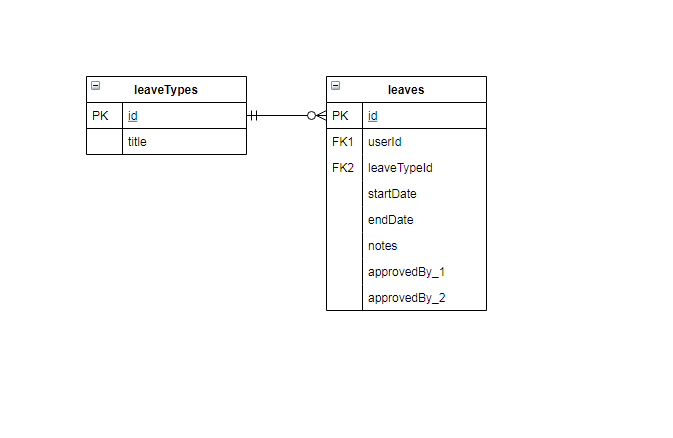 leaveTypes
PK id
title
leaves
PK id
FK1 userId
FK2 leaveTypeId
startDate
endDate
notes
approvedBy_1
approvedBy_2